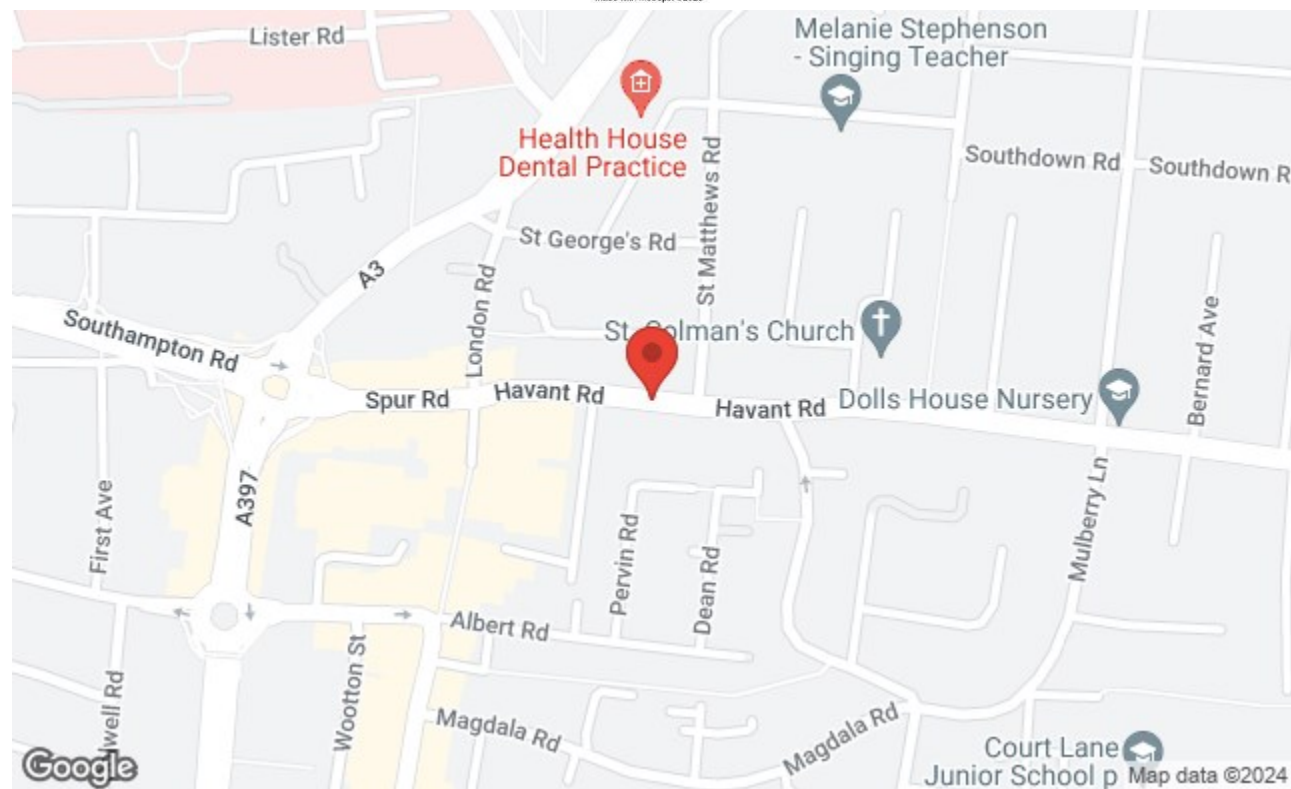 Lister Rd
Melanie Stephenson
- Singing Teacher
Health House
Dental Practice
Southdown Rd
Southdown R
St Matthews Rd
St George's Rd
A3
London Rd
St. Colman's Church
Southampton Rd
Spur Rd
Havant Rd
Havant Rd
Dolls House Nursery
Bernard Ave
First Ave
A397
Pervin Rd
Dean Rd
Mulberry Ln
Albert Rd
Wootton St
Magdala Rd
Magdala Rd
Court Lane
Junior School p
Google
Map data ©2024